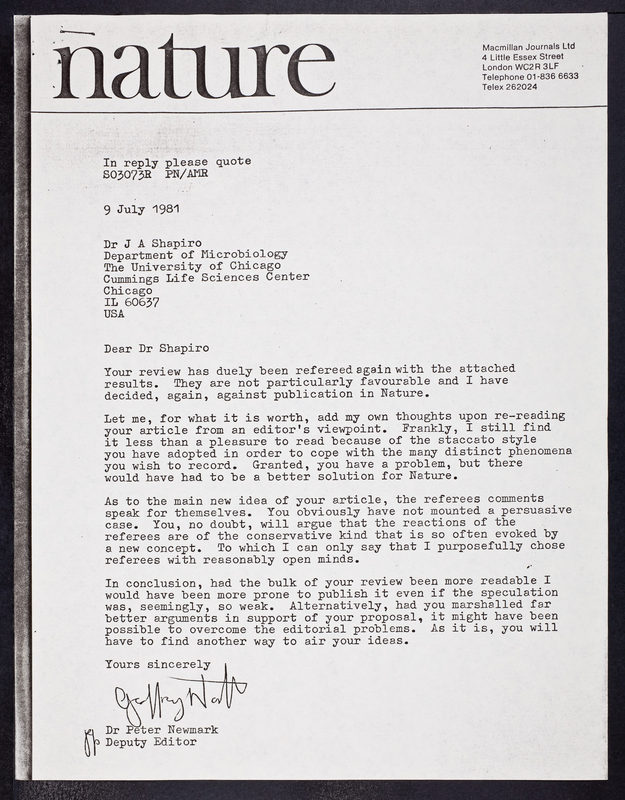 nature
Macmillan Journals Ltd
4 Little Essex Street
London WC2R 3LF
Telephone 01-836 6633
Telex 262024
In reply please quote
S03073R PN/AMR
9 July 1981
Dr J A Shapiro
Department of Microbiology
The University of Chicago
Cummings Life Sciences Center
Chicago
IL 60637
USA
Dear Dr Shapiro
Your review has duely been refereed again with the attached
results. They are not particularly favourable and I have
decided, again, against publication in Nature.
Let me, for what it is worth, add my own thoughts upon re-reading
your article from an editor's viewpoint. Frankly, I still find
it less than a pleasure to read because of the staccato style
you have adopted in order to cope with the many distinct phenomena
you wish to record. Granted, you have a problem, but there
would have had to be a better solution for Nature.
As to the main new idea of your article, the referees comments
speak for themselves. You obviously have not mounted a persuasive
case. You, no doubt, will argue that the reactions of the
referees are of the conservative kind that is so often evoked by
a new concept. To which I can only say that I purposefully chose
referees with reasonably open minds.
In conclusion, had the bulk of your review been more readable I
would have been more prone to publish it even if the speculation
was, seemingly, so weak. Alternatively, had you marshalled far
better arguments in support of your proposal, it might have been
possible to overcome the editorial problems. As it is, you will
have to find another way to air your ideas.
Yours sincerely
pp Dr Peter Newmark
Deputy Editor